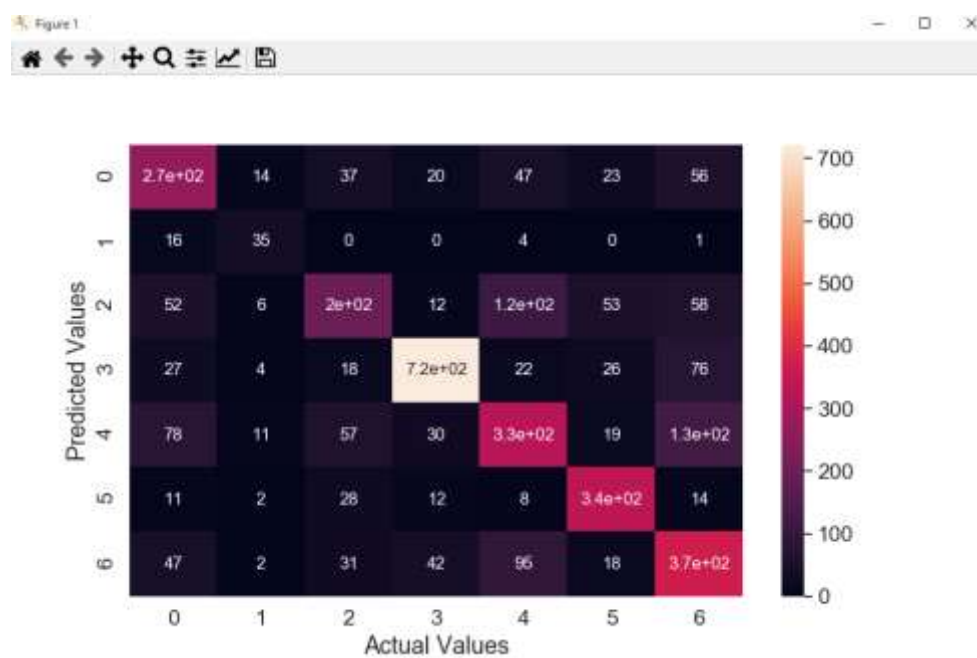 Figure 1
700
0 2.7e+02 14 37 20 47 23 56
600
1 16 35 0 0 4 0 1
500
2 52 6 2e+02 12 1.2e+02 53 58
400
3 27 4 18 7.2e+02 22 26 76
300
4 78 11 57 30 3.3e+02 19 1.3e+02
200
5 11 2 28 12 8 3.4e+02 14
100
6 47 2 31 42 95 18 3.7e+02
0
Predicted Values
0 1 2 3 4 5 6
Actual Values